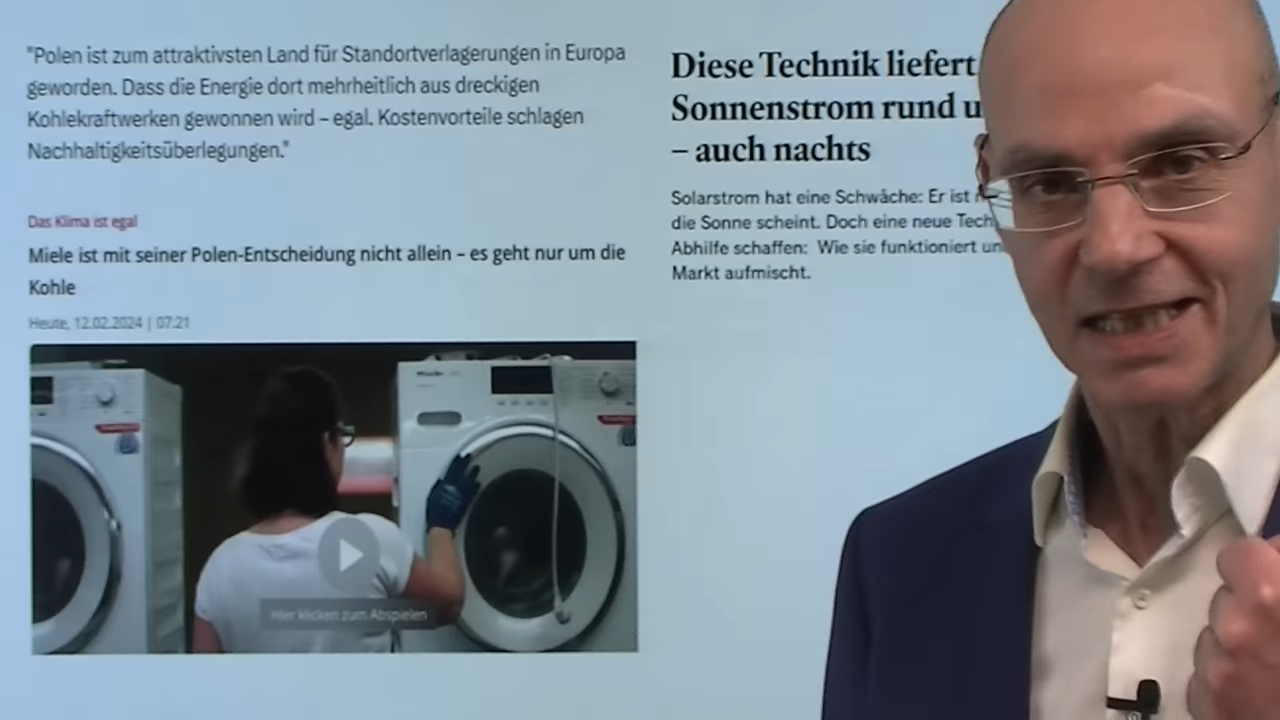 "Polen ist zum attraktivsten Land für Standortverlagerungen in Europa
geworden. Dass die Energie dort mehrheitlich aus dreckigen
Kohlekraftwerken gewonnen wird – egal. Kostenvorteile schlagen
Nachhaltigkeitsüberlegungen."
Das Klima ist egal
Miele ist mit seiner Polen-Entscheidung nicht allein – es geht nur um die
Kohle
Heute, 12.02.2024 | 07:21
Miele
Hier klicken zum Abspielen
Diese Technik liefert
Sonnenstrom rund u
– auch nachts
Solarstrom hat eine Schwäche: Er ist
die Sonne scheint. Doch eine neue Tech
Abhilfe schaffen: Wie sie funktioniert un
Markt aufmischt.